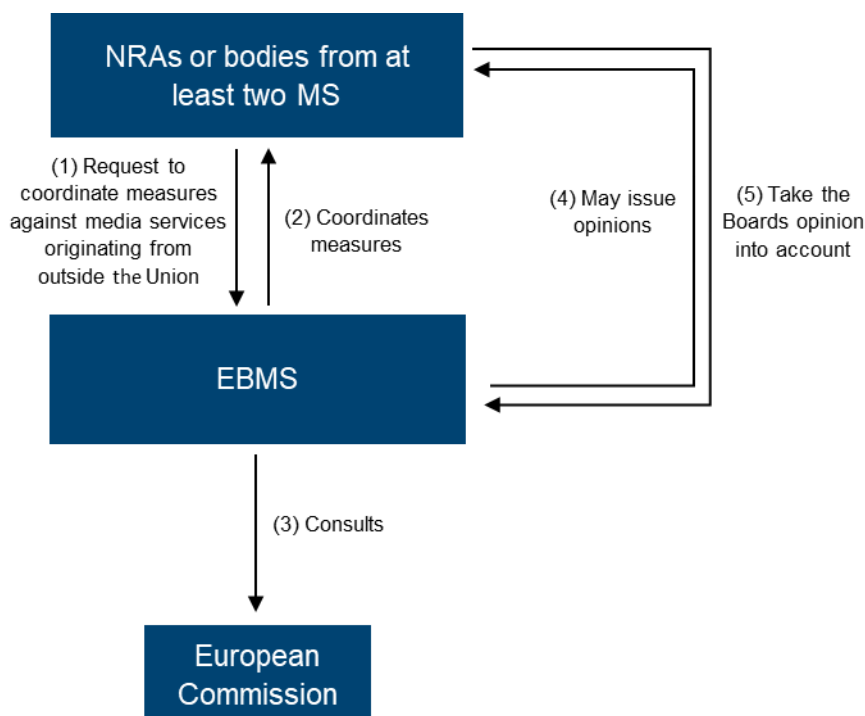 NRAs or bodies from at
least two MS
(1) Request to
coordinate measures
against media services
originating from
outside the Union
(2) Coordinates
measures
(4) May issue
opinions
(5) Take the
Boards opinion
into account
EBMS
(3) Consults
European
Commission